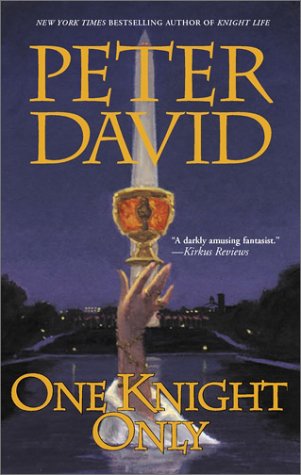 NEW YORK TIMES BESTSELLING AUTHOR OF KNIGHT LIFE
PETER
DAVID
“A darkly amusing fantasist.”
—Kirkus Reviews
ONE KNIGHT
ONLY